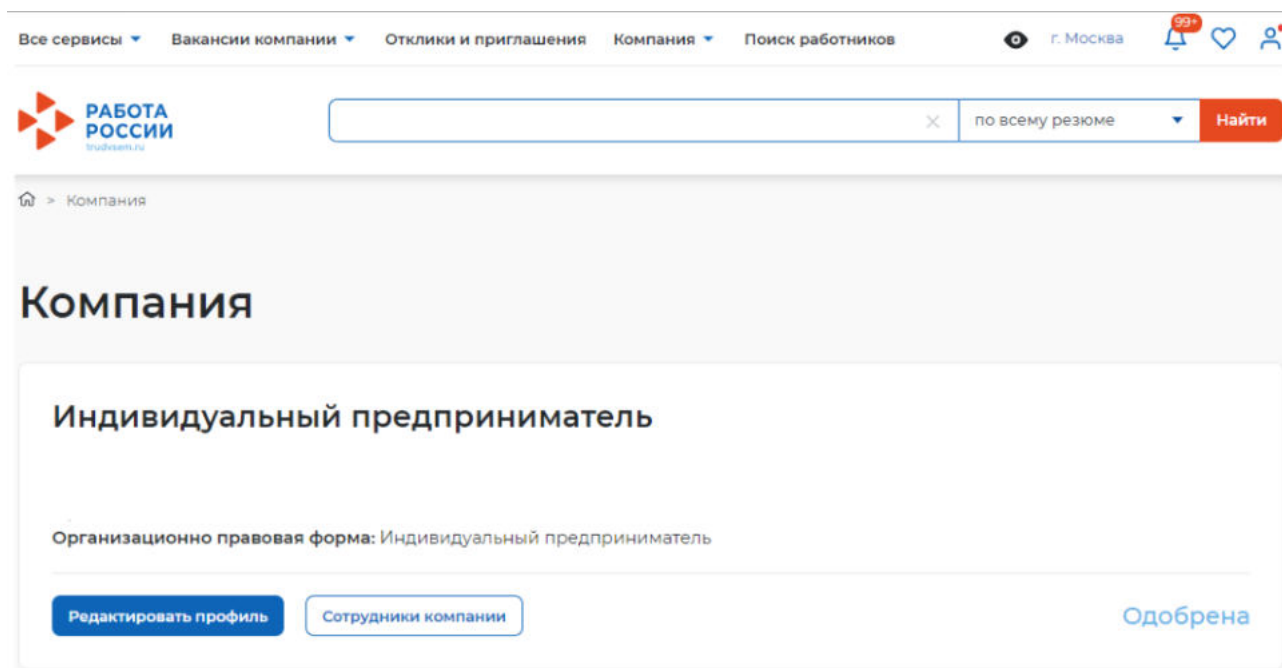 Все сервисы Вакансии компании Отклики и приглашения Компания Поиск работников г. Москва 99+
РАБОТА
РОССИИ
trudvsem.ru
по всему резюме Найти
> Компания
Компания
Индивидуальный предприниматель
Организационно правовая форма: Индивидуальный предприниматель
Редактировать профиль Сотрудники компании Одобрена